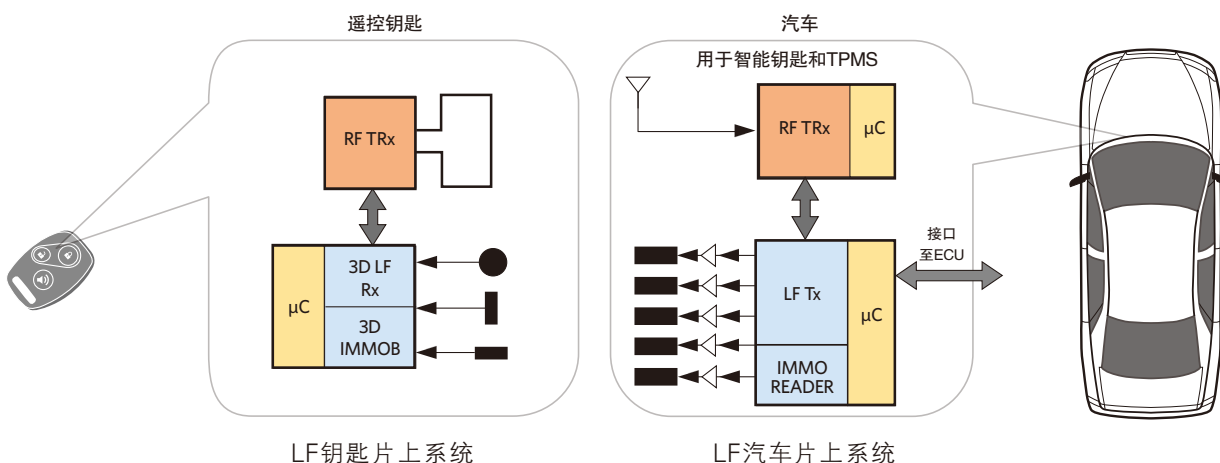 遥控钥匙
RF TRx
μC
3D LF
Rx
3D
IMMOB
LF钥匙片上系统
汽车
用于智能钥匙和TPMS
RF TRx
μC
LF Tx
IMMO
READER
μC
接口
至ECU
LF汽车片上系统